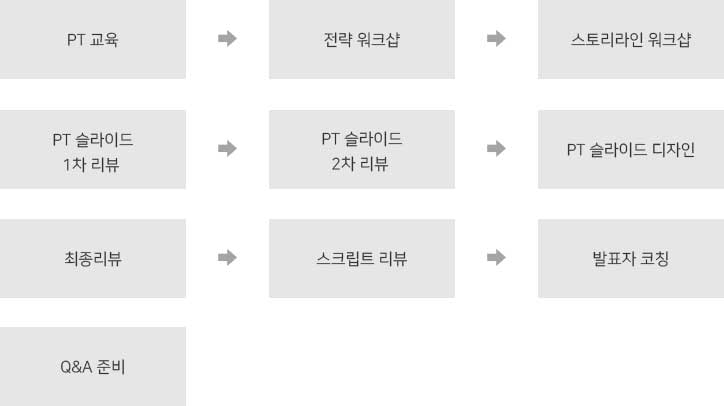 PT 교육
전략 워크샵
스토리라인 워크샵
PT 슬라이드
1차 리뷰
PT 슬라이드
2차 리뷰
PT 슬라이드 디자인
최종리뷰
스크립트 리뷰
발표자 코칭
Q&A 준비